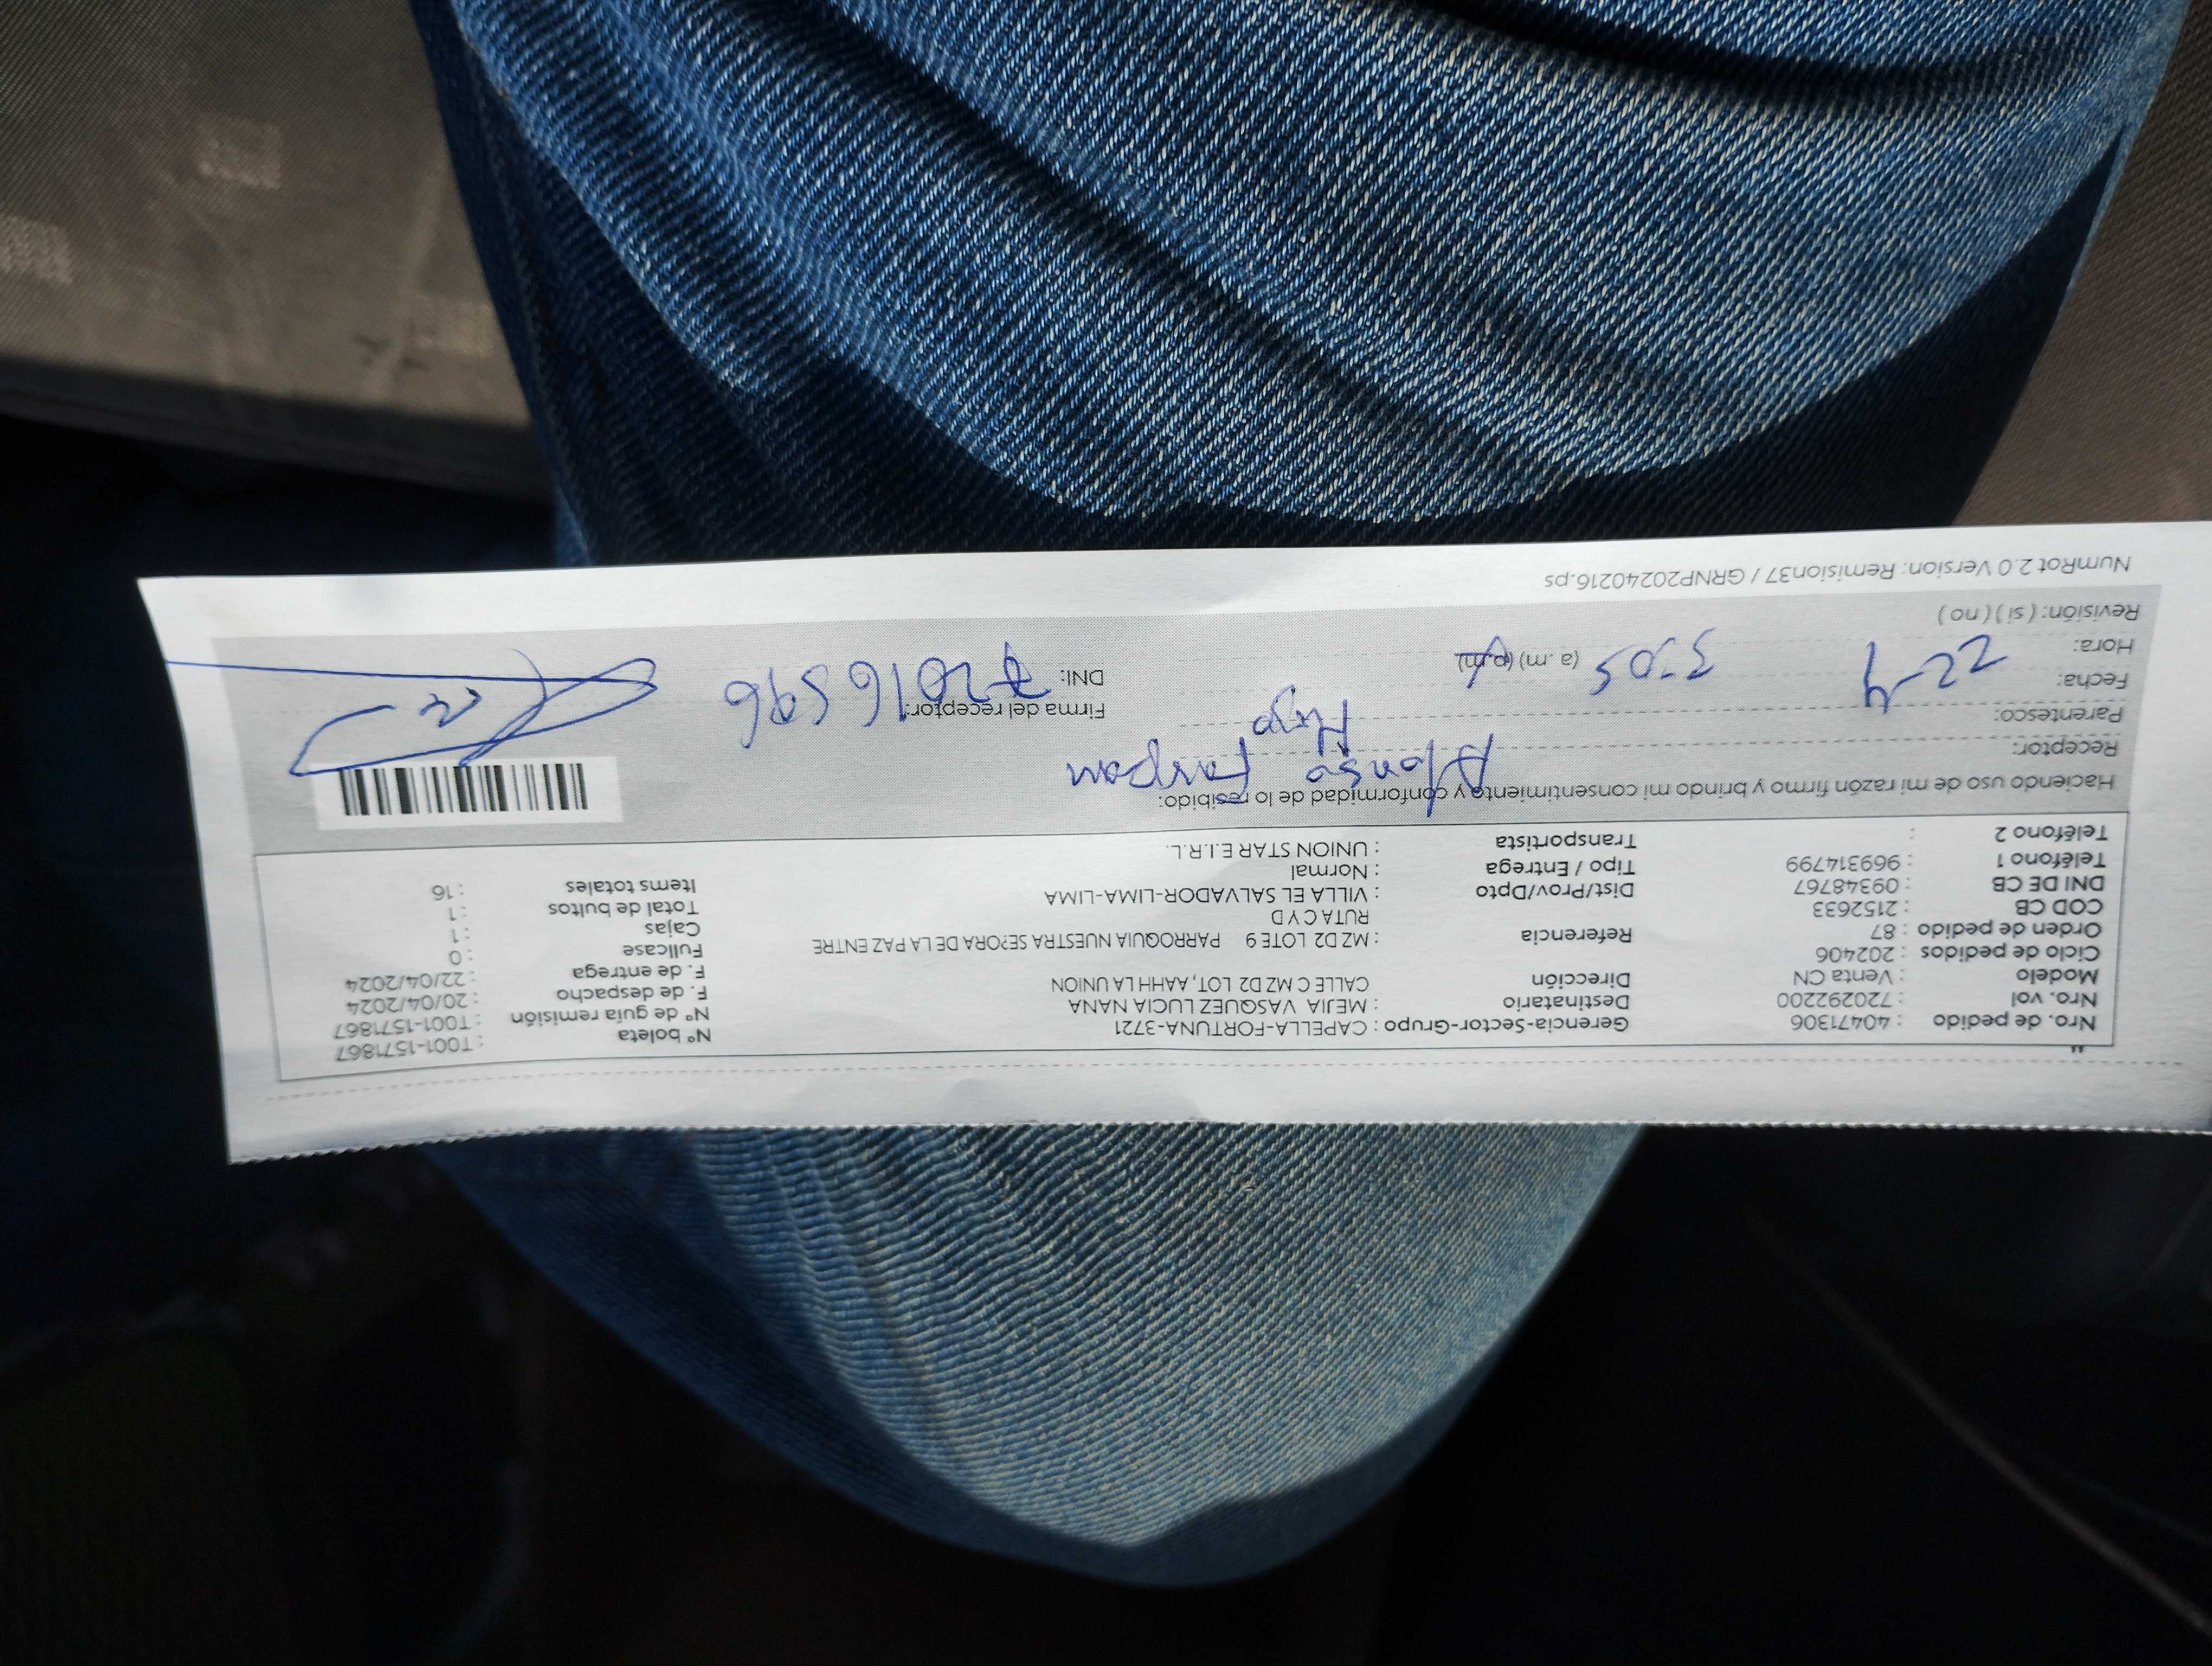 Nro. de pedido : 40471306 Gerencia-Sector-Grupo : CAPELLA-FORTUNA-3721 N° boleta : T001-1571867
Nro. vol : 720292200 Destinatario : MEJIA VASQUEZ LUCIA NANA N° de guía remisión : T001-1571867
Modelo : Venta CN Dirección CALLE C MZ D2 LOT, AAHH LA UNION F. de despacho : 20/04/2024
Ciclo de pedidos : 202406 F. de entrega : 22/04/2024
Orden de pedido : 87 Referencia : MZ D2 LOTE 9 PARROQUIA NUESTRA SE?ORA DE LA PAZ ENTRE Fullcase : 0
COD CB : 2152633 RUTA C Y D Cajas : 1
DNI DE CB : 09348767 Dist/Prov/Dpto : VILLA EL SALVADOR-LIMA-LIMA Total de bultos : 1
Teléfono 1 : 969314799 Tipo / Entrega : Normal Items totales : 16
Teléfono 2 : Transportista : UNION STAR E.I.R.L.
Haciendo uso de mi razón firmo y brindo mi consentimiento y conformidad de lo recibido:
Receptor: Alonso
Parentesco: Hijo Firma del receptor:
Fecha: 22-4 DNI: 72016596
Hora: 3:05 (a.m) (p.m)
Revisión: ( si ) ( no )
NumRot 2.0 Version: Remision37 / GRNP20240216.ps